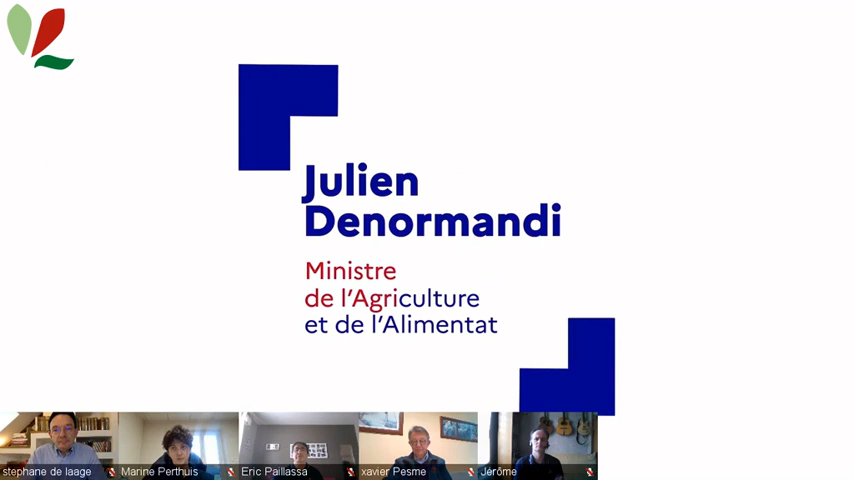 Julien
Denormandi
Ministre
de l'Agriculture
et de l'Alimentat
stephane de laage
Marine Perthuis
Eric Paillassa
xavier Pesme
Jérôme